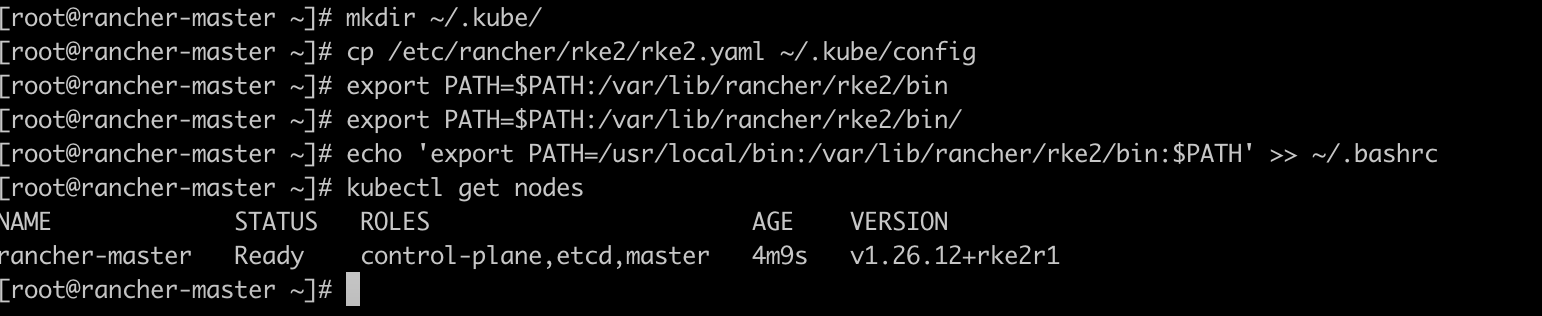 [root@rancher-master ~]# mkdir ~/.kube/
[root@rancher-master ~]# cp /etc/rancher/rke2/rke2.yaml ~/.kube/config
[root@rancher-master ~]# export PATH=$PATH:/var/lib/rancher/rke2/bin
[root@rancher-master ~]# export PATH=$PATH:/var/lib/rancher/rke2/bin/
[root@rancher-master ~]# echo 'export PATH=/usr/local/bin:/var/lib/rancher/rke2/bin:$PATH' >> ~/.bashrc
[root@rancher-master ~]# kubectl get nodes
NAME             STATUS   ROLES                       AGE    VERSION
rancher-master   Ready    control-plane,etcd,master   4m9s   v1.26.12+rke2r1
[root@rancher-master ~]#